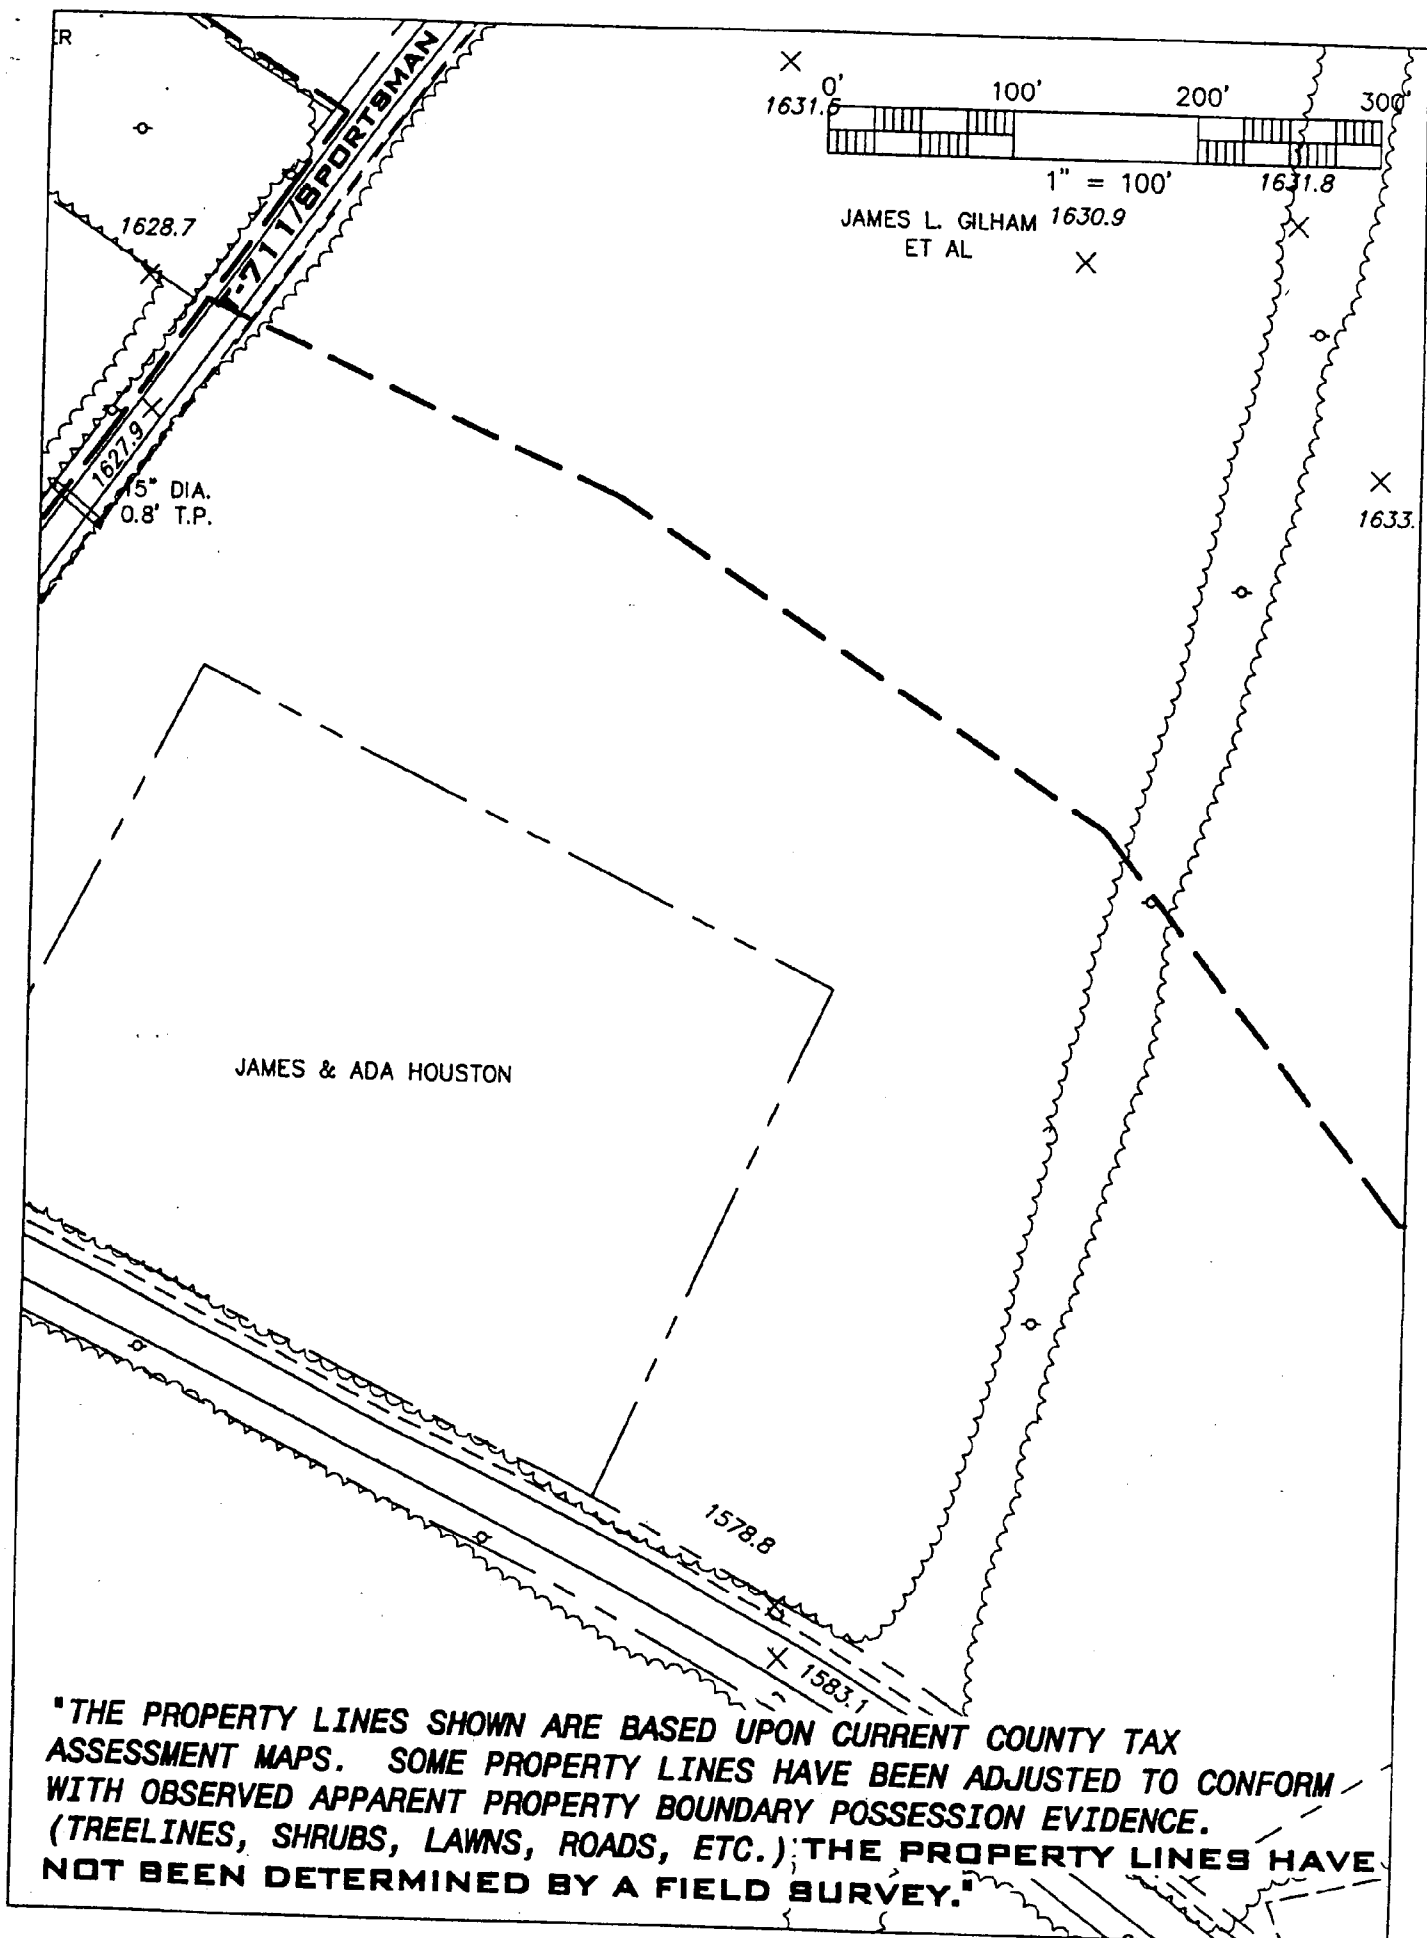 ER
T-711/SPORTSMAN
0' 100' 200' 300'
1631.6
1" = 100'
1631.8
JAMES L. GILHAM 1630.9
ET AL
1628.7
1627.9
15" DIA.
0.8' T.P.
1633.
JAMES & ADA HOUSTON
1578.8
1583.1
"THE PROPERTY LINES SHOWN ARE BASED UPON CURRENT COUNTY TAX
ASSESSMENT MAPS. SOME PROPERTY LINES HAVE BEEN ADJUSTED TO CONFORM
WITH OBSERVED APPARENT PROPERTY BOUNDARY POSSESSION EVIDENCE.
(TREELINES, SHRUBS, LAWNS, ROADS, ETC.) THE PROPERTY LINES HAVE
NOT BEEN DETERMINED BY A FIELD SURVEY."